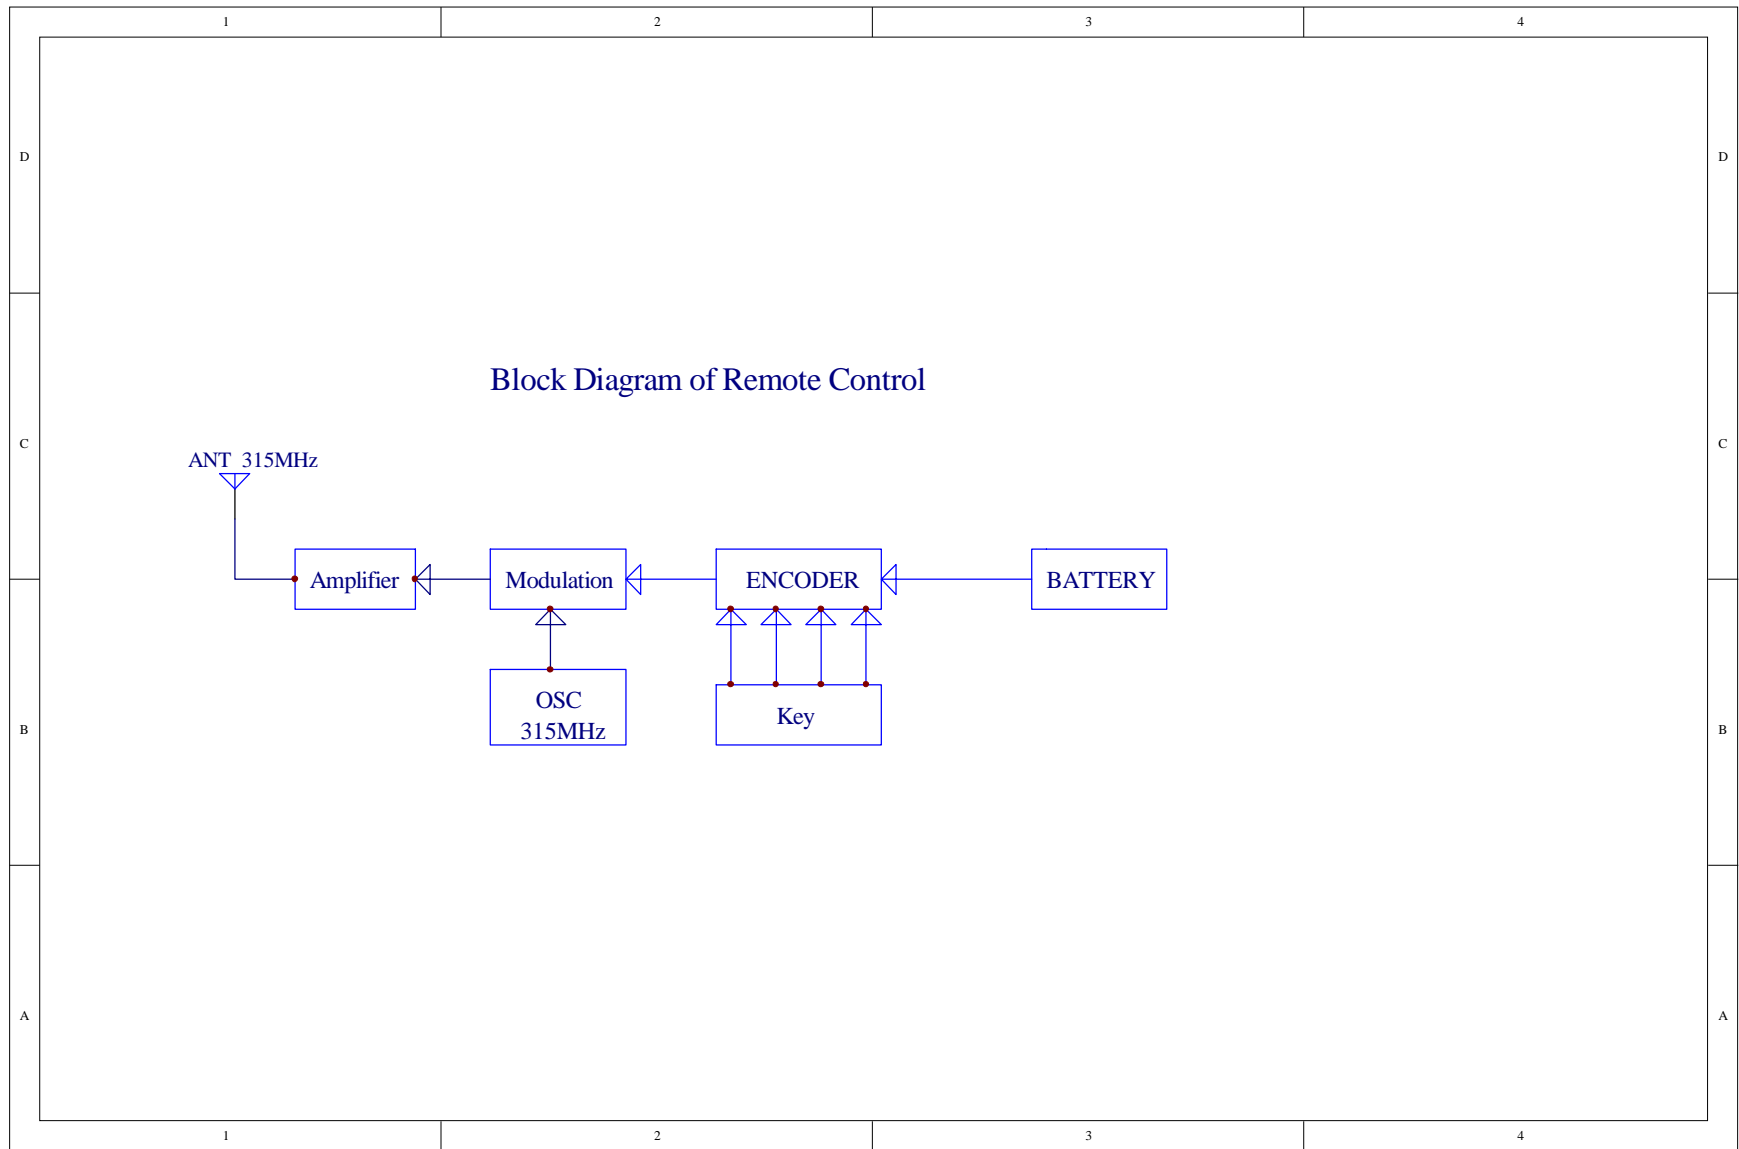 1 2 3 4
D D
Block Diagram of Remote Control
C C
ANT 315MHz
Amplifier Modulation ENCODER BATTERY
OSC
315MHz
Key
B B
A A
1 2 3 4